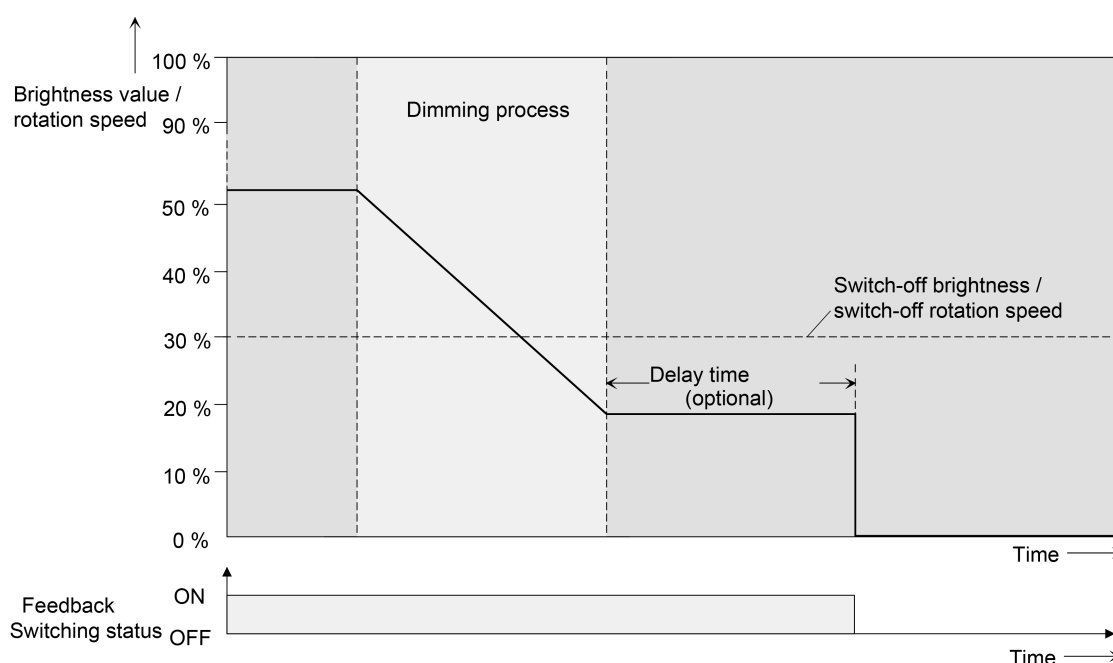 100 %
Brightness value /
rotation speed
90 %
Dimming process
50 %
40 %
Switch-off brightness /
switch-off rotation speed
30 %
Delay time
(optional)
20 %
10 %
0 %
Time
ON
Feedback
Switching status
OFF
Time